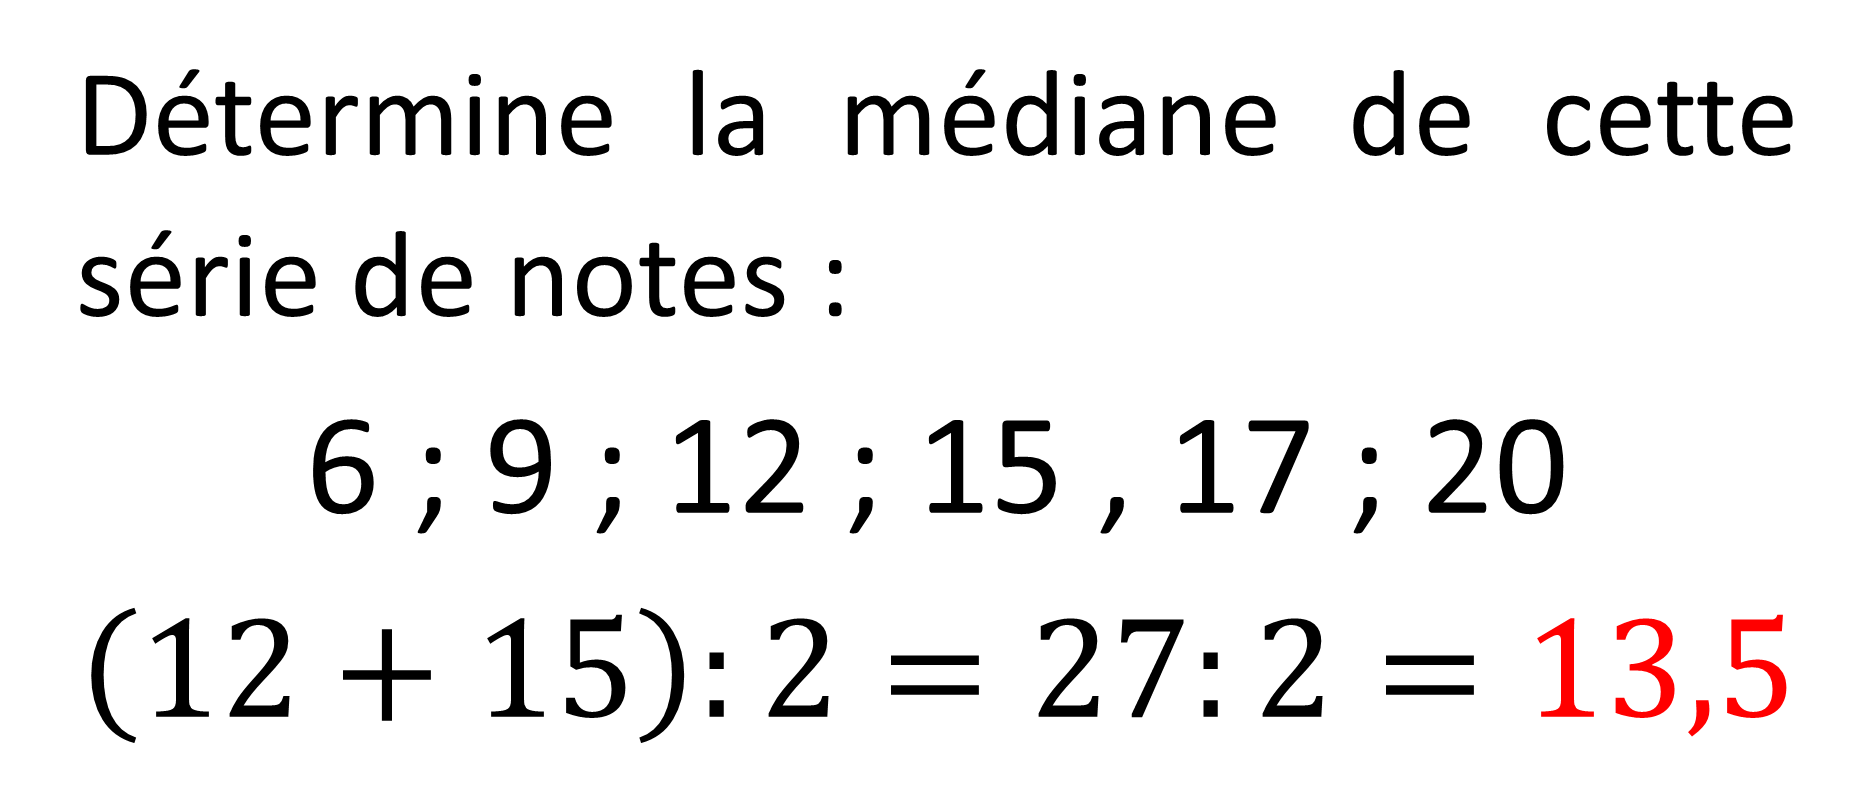 Détermine la médiane de cette
série de notes :
6 ; 9 ; 12 ; 15 , 17 ; 20
(12 + 15): 2 = 27: 2 = 13,5